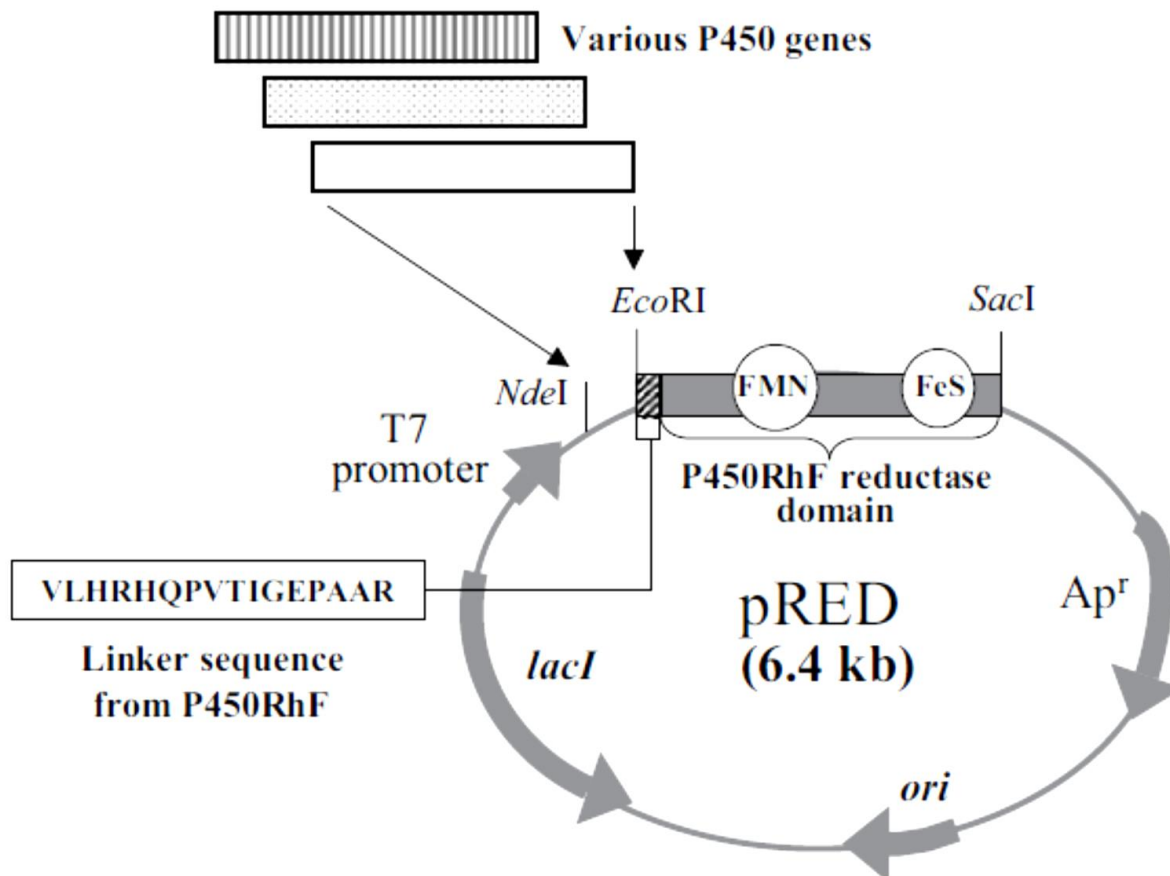 Various P450 genes
EcoRI
SacI
NdeI
FMN
FeS
T7
promoter
P450RhF reductase
domain
VLHRHQPVTIGEPAAR
Linker sequence
from P450RhF
lacI
pRED
(6.4 kb)
Apr
ori